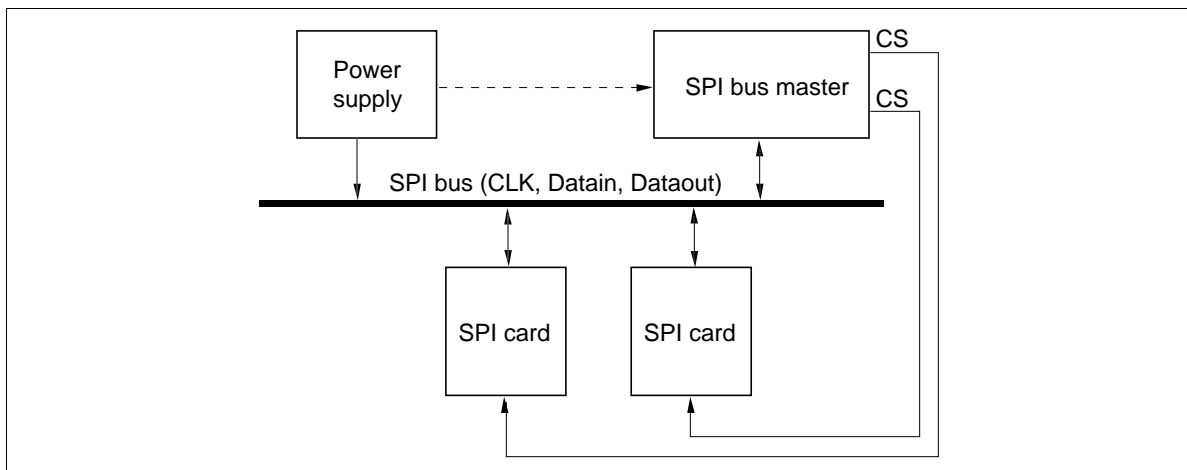 Power
supply
SPI bus master
CS
CS
SPI bus (CLK, Datain, Dataout)
SPI card
SPI card